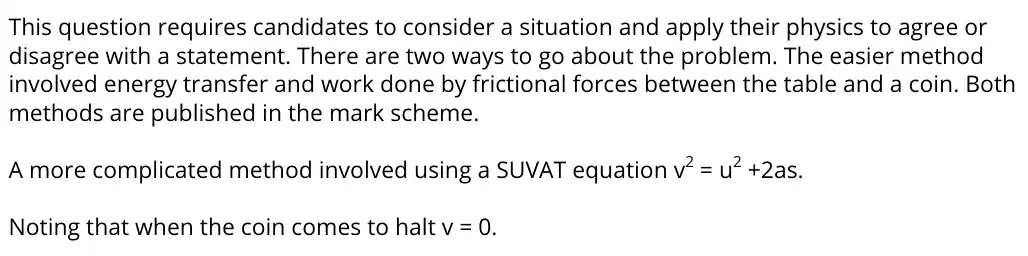 This question requires candidates to consider a situation and apply their physics to agree or
disagree with a statement. There are two ways to go about the problem. The easier method
involved energy transfer and work done by frictional forces between the table and a coin. Both
methods are published in the mark scheme.
A more complicated method involved using a SUVAT equation v² = u² +2as.
Noting that when the coin comes to halt v = 0.